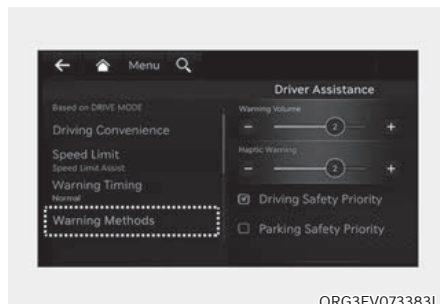 Menu
Driver Assistance
Based on DRIVE MODE
Driving Convenience
Speed Limit
Speed Limit Assist
Warning Timing
Normal
Warning Methods
Warning Volume
- 2 +
Haptic Warning
- 2 +
Driving Safety Priority
Parking Safety Priority
ORG3EV073383L